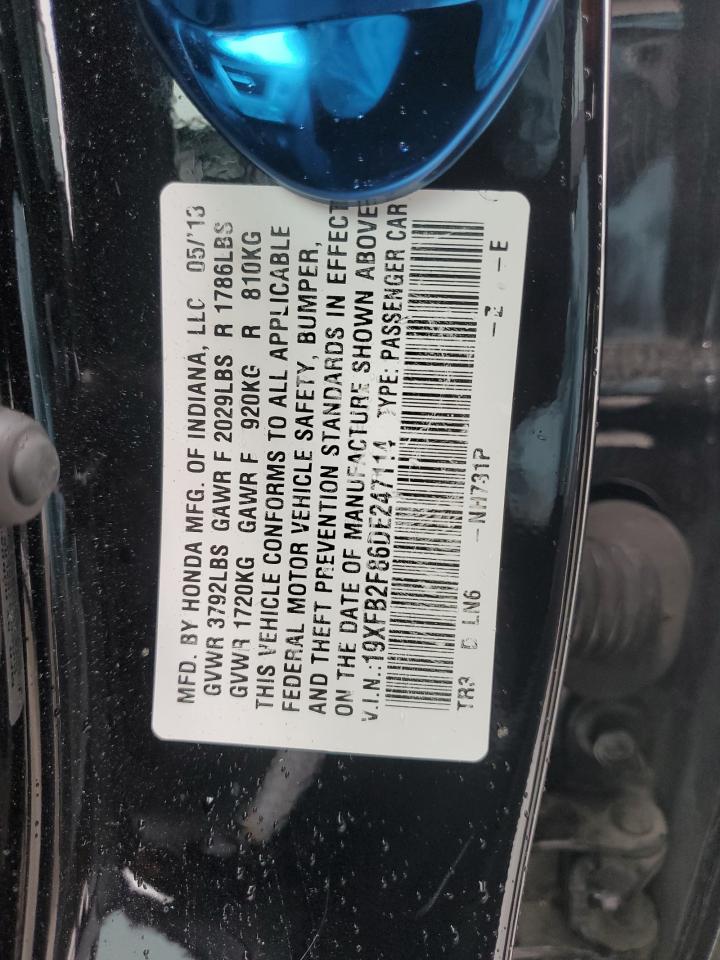 MFD. BY HONDA MFG. OF INDIANA, LLC 05/'13
GVWR 3792LBS GAWR F 2029LBS R 1786LBS
GVWR 1720KG GAWR F 920KG R 810KG
THIS VEHICLE CONFORMS TO ALL APPLICABLE
FEDERAL MOTOR VEHICLE SAFETY, BUMPER,
AND THEFT PREVENTION STANDARDS IN EFFECT
ON THE DATE OF MANUFACTURE SHOWN ABOVE
V.I.N.:19XFB2F86DE247114 TYPE: PASSENGER CAR
TR3 D LN6 -NH731P -Z -E